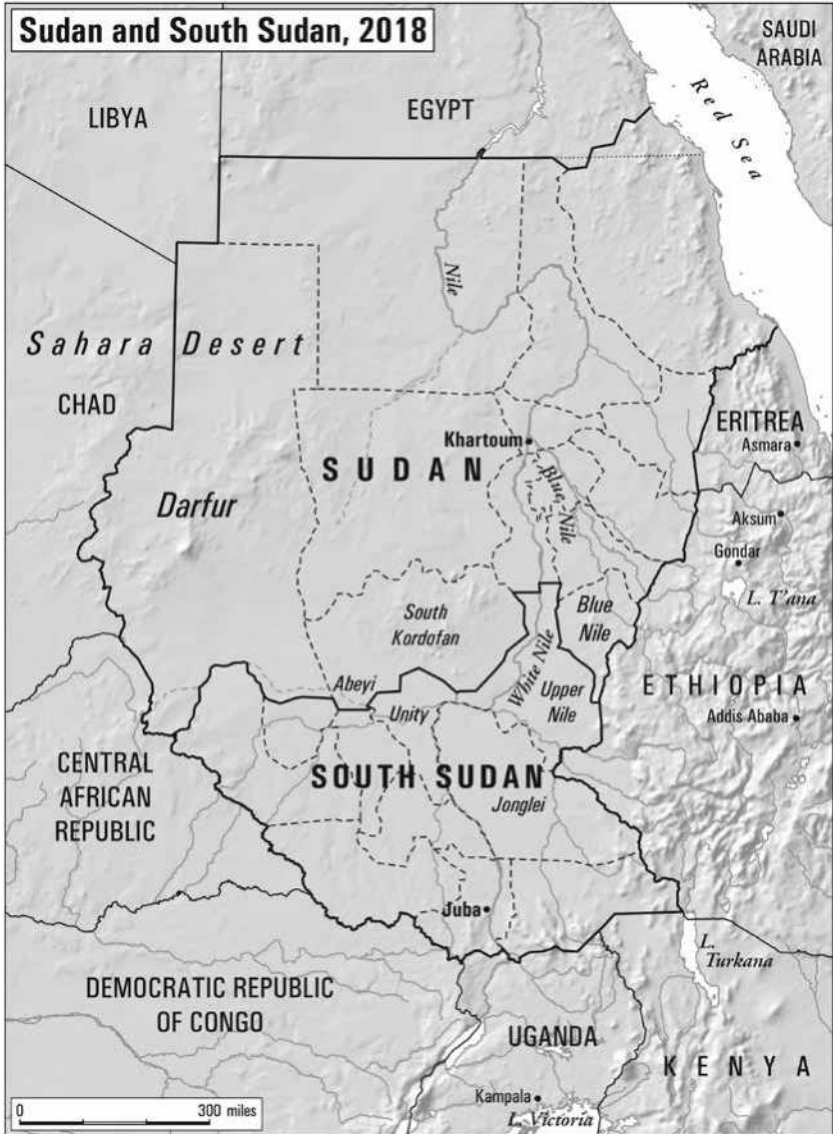 Sudan and South Sudan, 2018
SAUDI
ARABIA
LIBYA
EGYPT
Red Sea
Nile
Sahara Desert
CHAD
ERITREA
Asmara
Khartoum
SUDAN
Blue Nile
Darfur
Aksum
Gondar
L. T'ana
South
Kordofan
Blue
Nile
White Nile
Abeyi
Unity
Upper
Nile
ETHIOPIA
Addis Ababa
CENTRAL
AFRICAN
REPUBLIC
SOUTH SUDAN
Jonglei
Juba
L.
Turkana
DEMOCRATIC REPUBLIC
OF CONGO
UGANDA
KENYA
Kampala
L. Victoria
0 300 miles